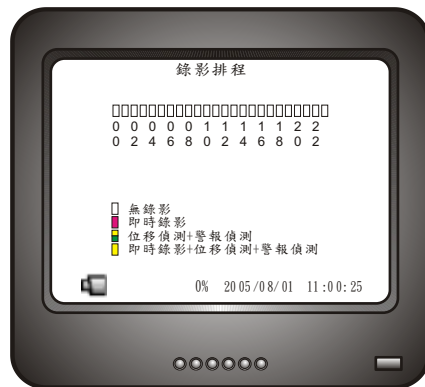 錄影排程
0 0 0 0 0 1 1 1 1 1 2 2
0 2 4 6 8 0 2 4 6 8 0 2
無錄影
即時錄影
位移偵測+警報偵測
即時錄影+位移偵測+警報偵測
0% 2005/08/01 11:00:25